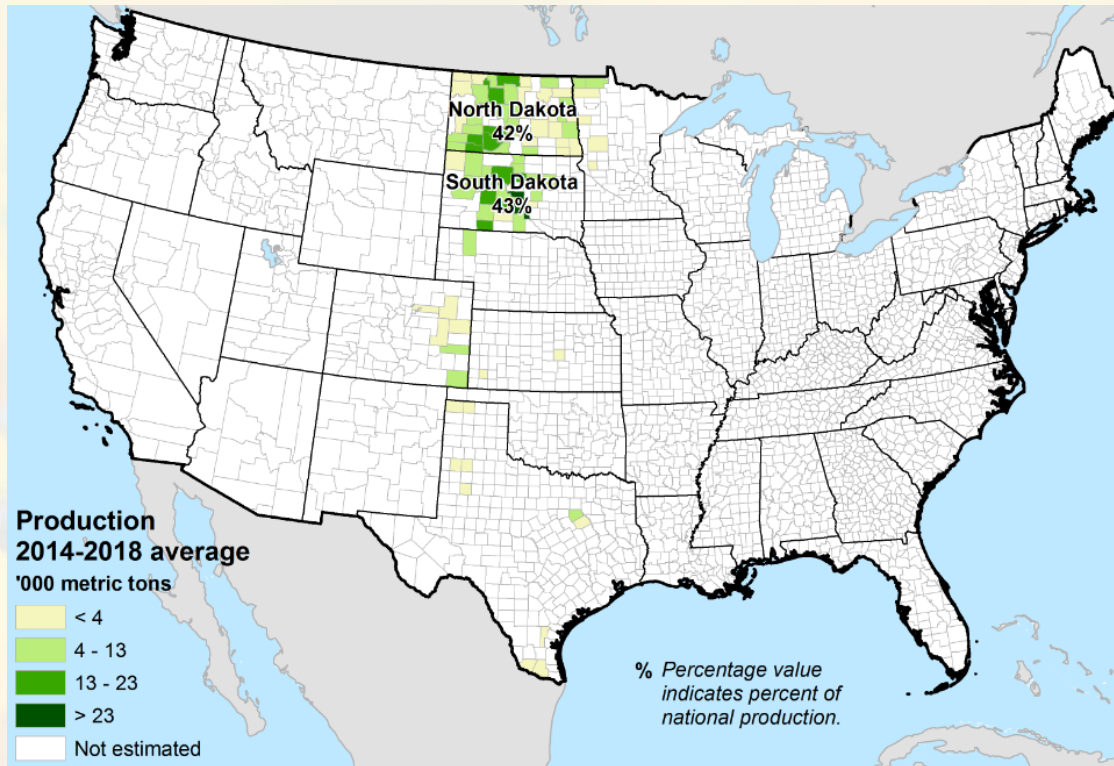 North Dakota
42%
South Dakota
43%
Production
2014-2018 average
'000 metric tons
< 4
4 - 13
13 - 23
> 23
Not estimated
% Percentage value
indicates percent of
national production.